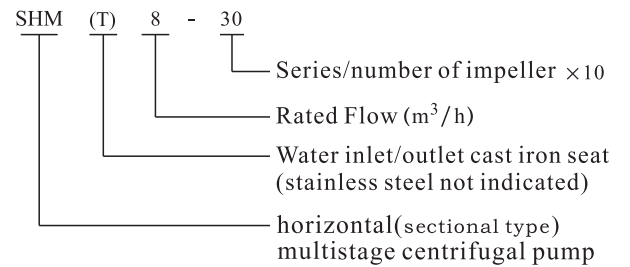 SHM (T) 8 - 30
Series/number of impeller ×10
Rated Flow (m³/h)
Water inlet/outlet cast iron seat
(stainless steel not indicated)
horizontal(sectional type)
multistage centrifugal pump